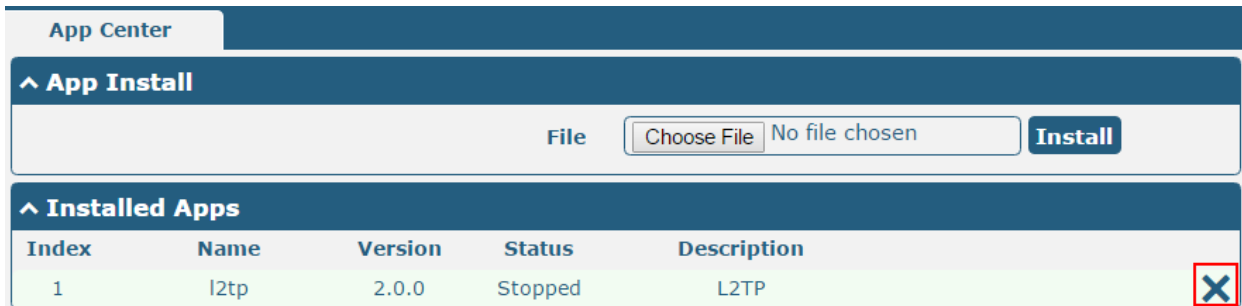 App Center
App Install
File Choose File No file chosen Install
Installed Apps
Index Name Version Status Description
1 l2tp 2.0.0 Stopped L2TP